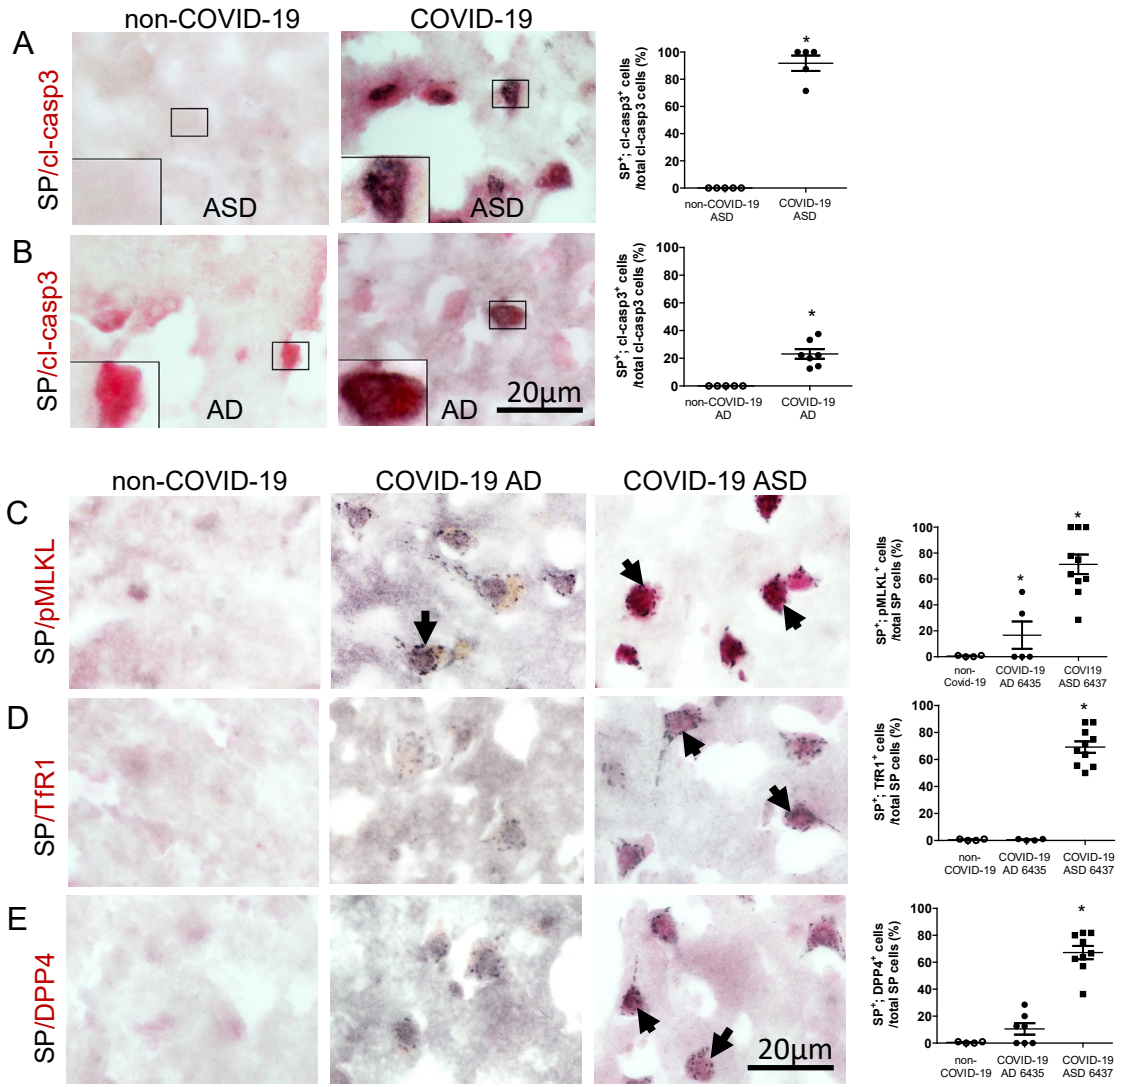 non-COVID-19 COVID-19
A
SP/cl-casp3
ASD
ASD
SP⁺; cl-casp3⁺ cells
/total cl-casp3 cells (%)
100
80
60
40
20
0
*
non-COVID-19
ASD
COVID-19
ASD
B
SP/cl-casp3
AD
AD
20µm
SP⁺; cl-casp3⁺ cells
/total cl-casp3 cells (%)
100
80
60
40
20
0
*
non-COVID-19
AD
COVID-19
AD
non-COVID-19 COVID-19 AD COVID-19 ASD
C
SP/pMLKL
SP⁺; pMLKL⁺ cells
/total SP cells (%)
100
80
60
40
20
0
*
*
non-
Covid-19
COVID-19
AD 6435
COVI19
ASD 6437
D
SP/TfR1
SP⁺; TfR1⁺ cells
/total SP cells (%)
100
80
60
40
20
0
*
non-
COVID-19
COVID-19
AD 6435
COVID-19
ASD 6437
E
SP/DPP4
20µm
SP⁺; DPP4⁺ cells
/total SP cells (%)
100
80
60
40
20
0
*
non-
COVID-19
COVID-19
AD 6435
COVID-19
ASD 6437